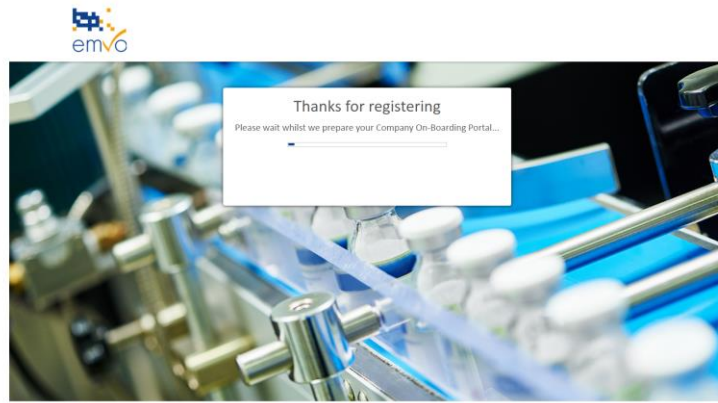 emvo
Thanks for registering
Please wait whilst we prepare your Company On-Boarding Portal...